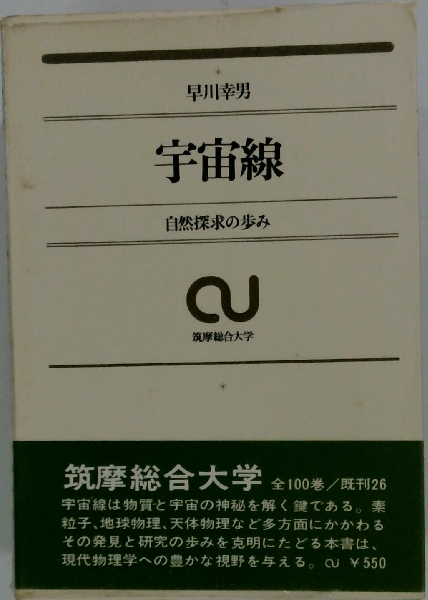 *
早川幸男
宇宙線
自然探求の歩み
CU
筑摩総合大学
*
筑摩総合大学 全100巻／既刊26
宇宙線は物質と宇宙の神秘を解く鍵である。素
粒子、地球物理、天体物理など多方面にかかわる
その発見と研究の歩みを克明にたどる本書は、
現代物理学への豊かな視野を与える。 CU ￥550